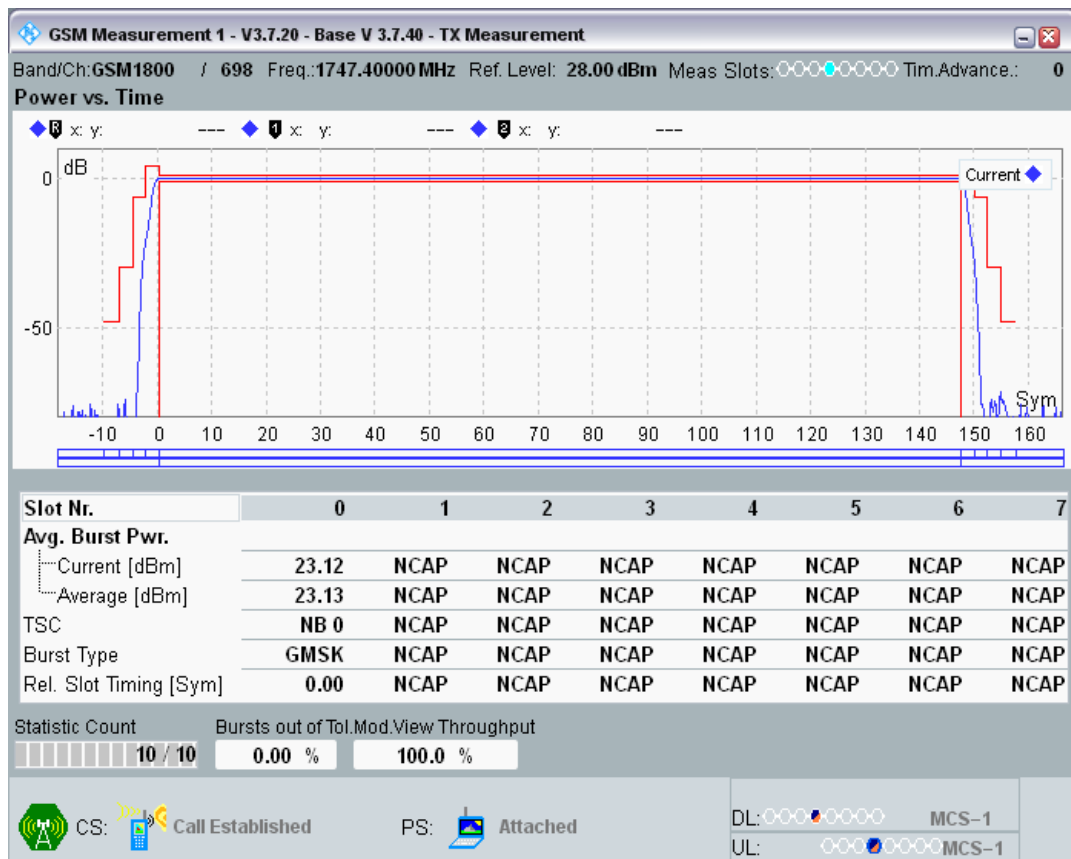 GSM Measurement 1 - V3.7.20 - Base V 3.7.40 - TX Measurement
Band/Ch:GSM1800 / 698 Freq.:1747.40000 MHz Ref. Level: 28.00 dBm Meas Slots: Tim.Advance.: 0
Power vs. Time
R x: y: --- 1 x: y: --- 2 x: y: ---
dB
Current
0
-50
Sym
-10 0 10 20 30 40 50 60 70 80 90 100 110 120 130 140 150 160
Slot Nr. 0 1 2 3 4 5 6 7
Avg. Burst Pwr.
Current [dBm] 23.12 NCAP NCAP NCAP NCAP NCAP NCAP NCAP
Average [dBm] 23.13 NCAP NCAP NCAP NCAP NCAP NCAP NCAP
TSC NB 0 NCAP NCAP NCAP NCAP NCAP NCAP NCAP
Burst Type GMSK NCAP NCAP NCAP NCAP NCAP NCAP NCAP
Rel. Slot Timing [Sym] 0.00 NCAP NCAP NCAP NCAP NCAP NCAP NCAP
Statistic Count Bursts out of Tol. Mod.View Throughput
10 / 10 0.00 % 100.0 %
CS: Call Established PS: Attached DL: MCS-1
UL: MCS-1